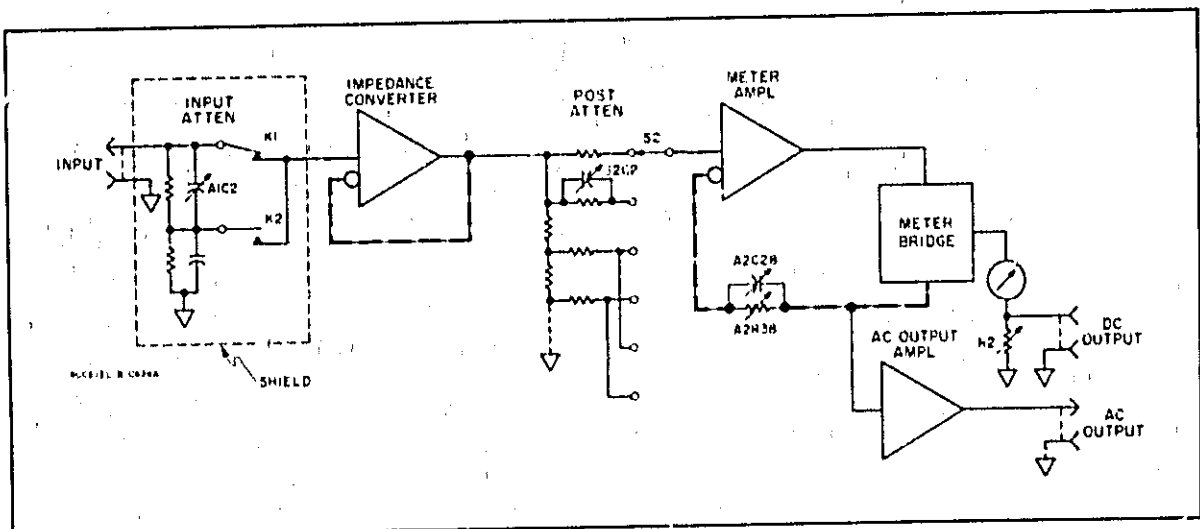 INPUT
INPUT
ATTEN
K1
A1C2
K2
SHIELD
IMPEDANCE
CONVERTER
POST
ATTEN
S2
S2C2
METER
AMPL
METER
BRIDGE
A2C28
A2R38
AC OUTPUT
AMPL
R2
DC
OUTPUT
AC
OUTPUT